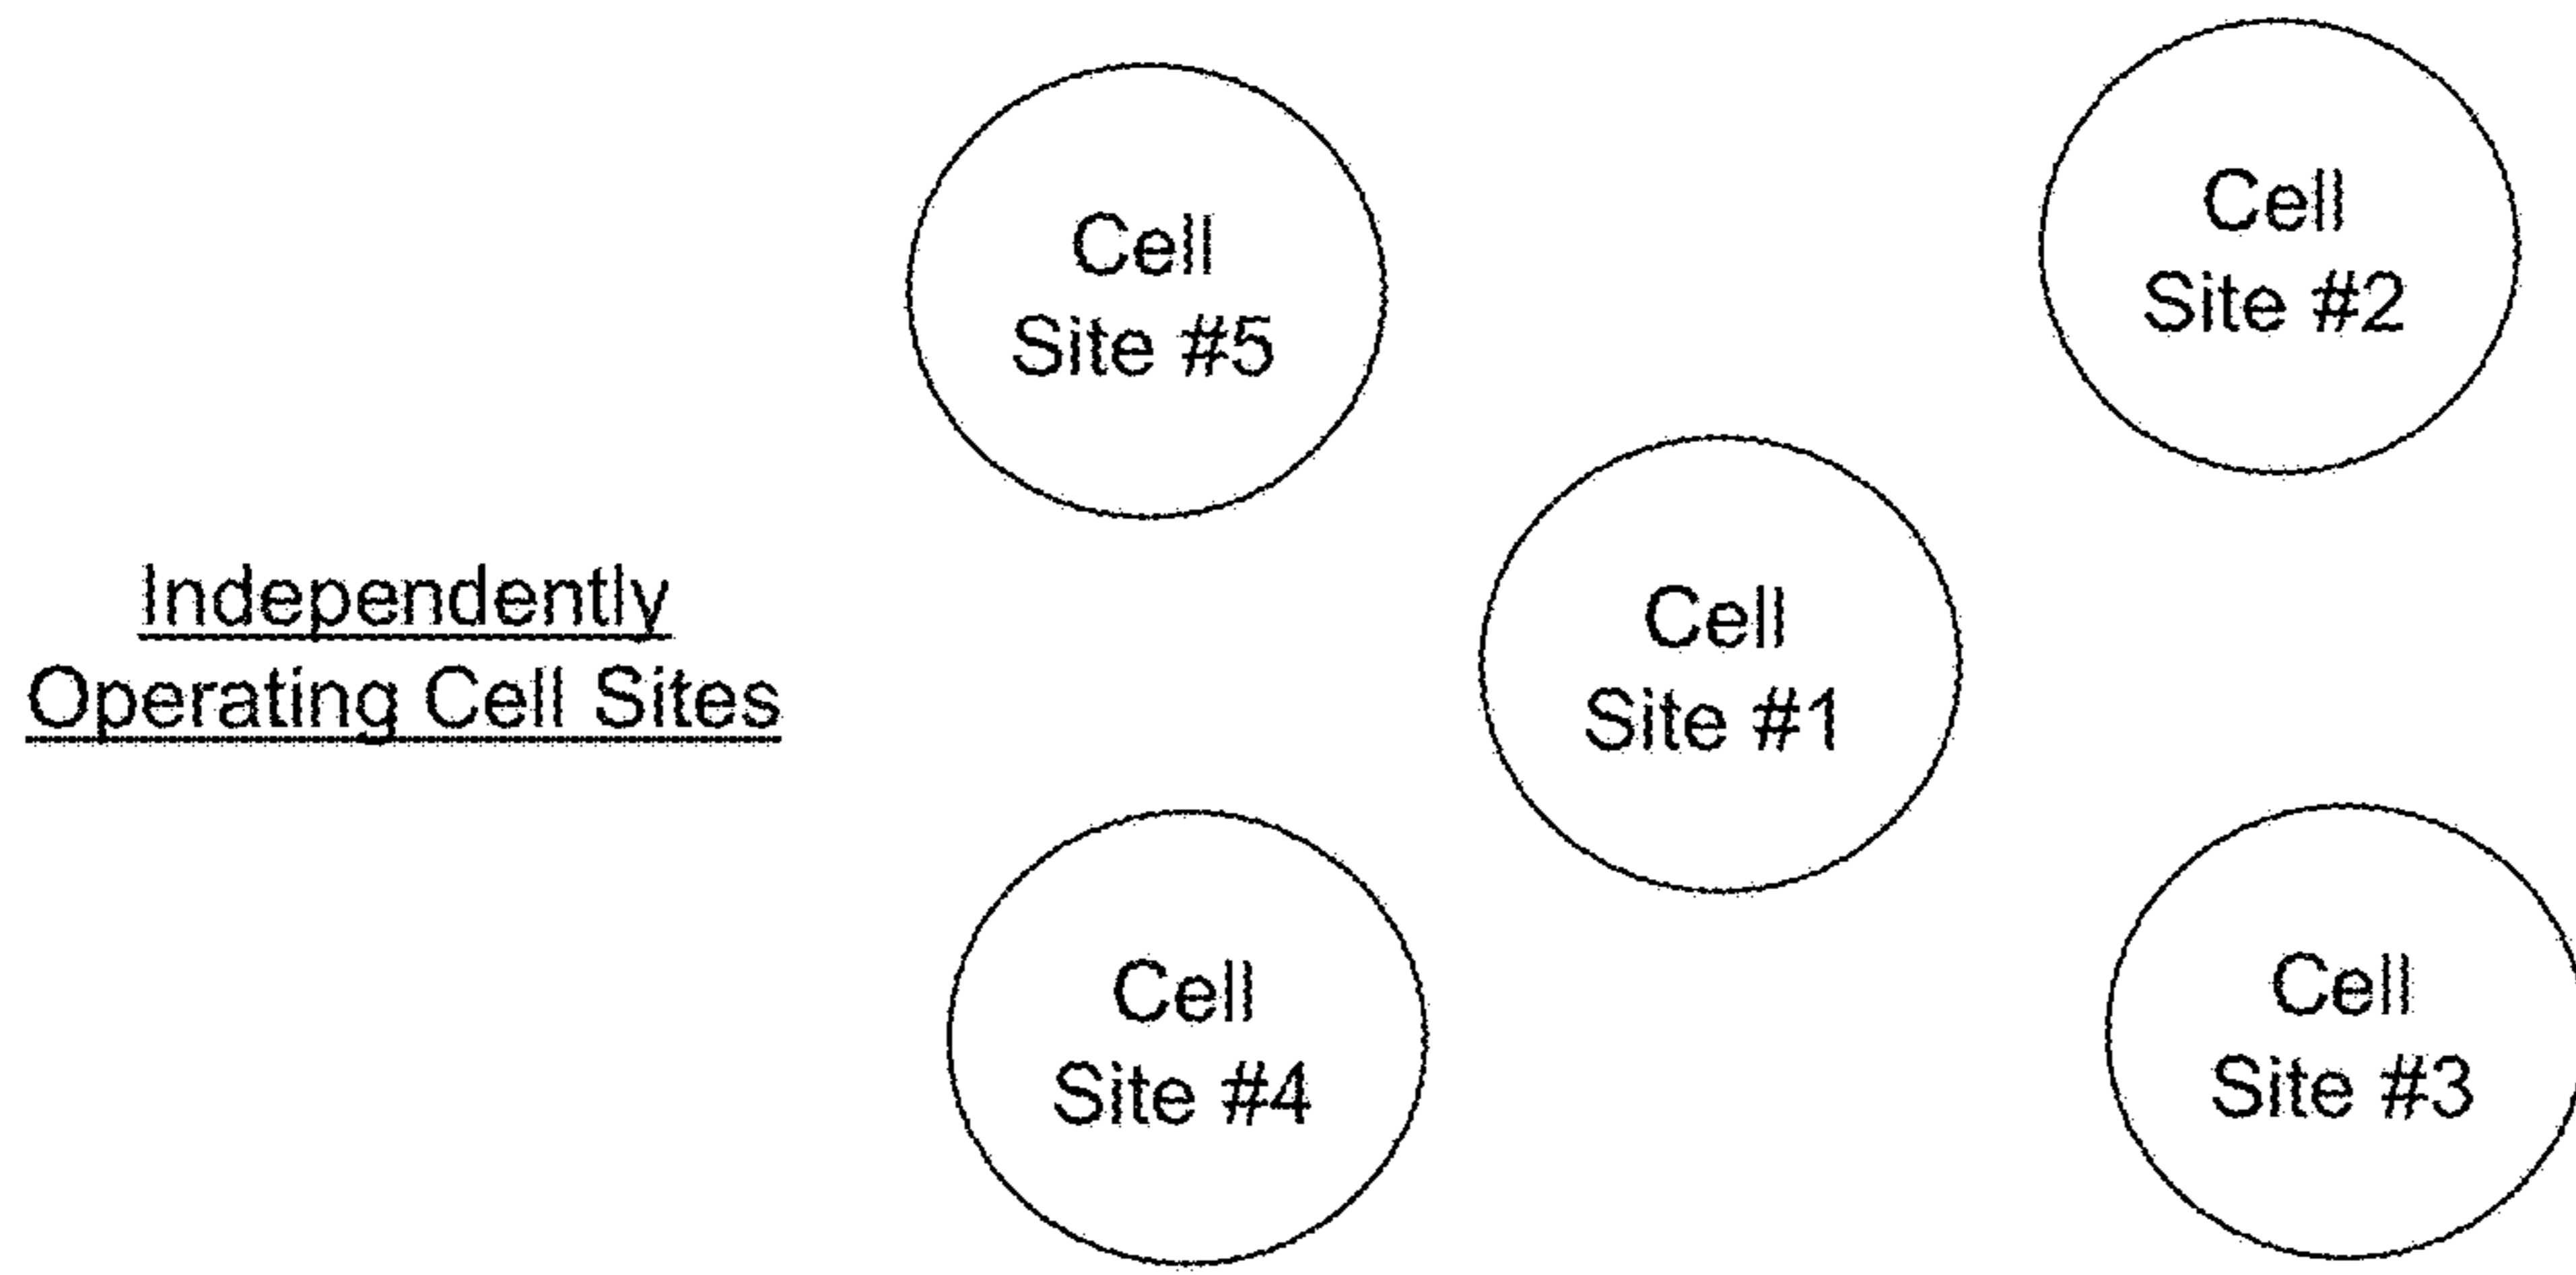 Independently
Operating Cell Sites
Cell
Site #5
Cell
Site #2
Cell
Site #1
Cell
Site #4
Cell
Site #3